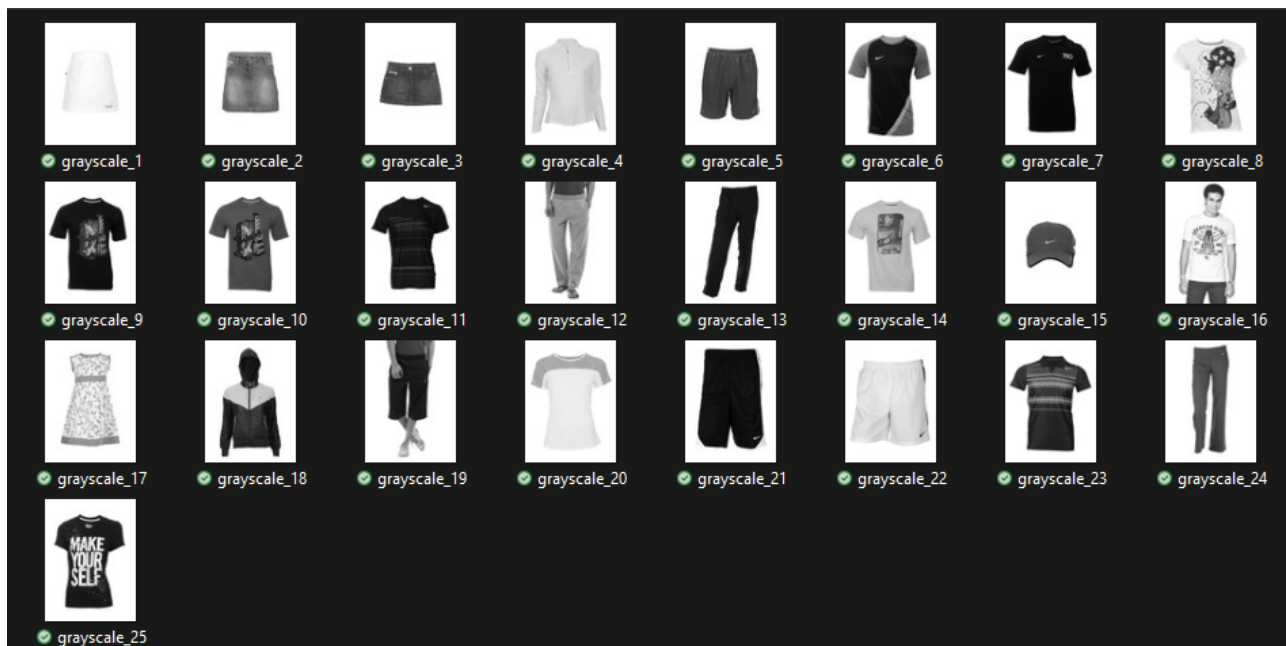 grayscale_1 grayscale_2 grayscale_3 grayscale_4 grayscale_5 grayscale_6 grayscale_7 grayscale_8
grayscale_9 grayscale_10 grayscale_11 grayscale_12 grayscale_13 grayscale_14 grayscale_15 grayscale_16
grayscale_17 grayscale_18 grayscale_19 grayscale_20 grayscale_21 grayscale_22 grayscale_23 grayscale_24
MAKE
YOUR
SELF
grayscale_25